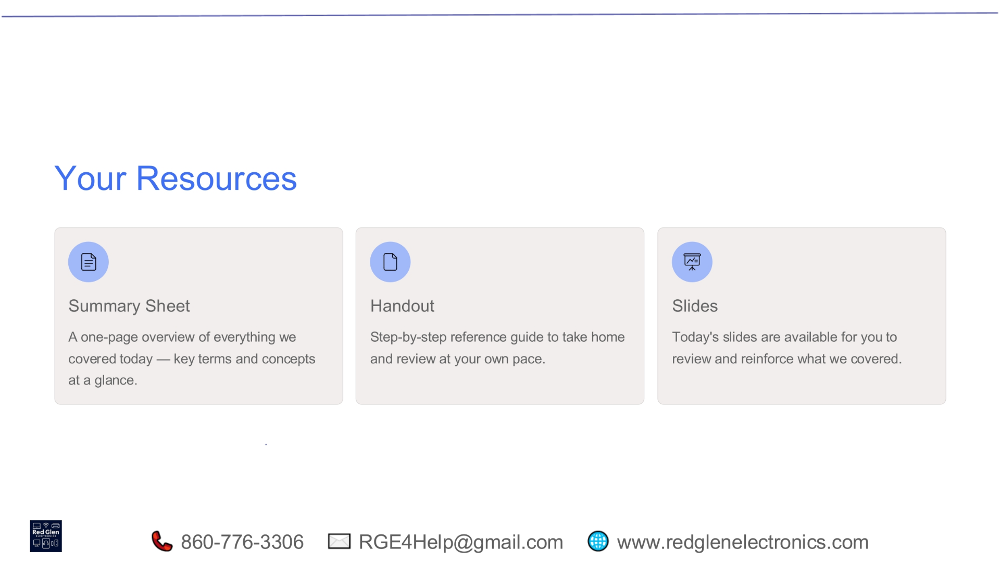 Your Resources
Summary Sheet
A one-page overview of everything we
covered today — key terms and concepts
at a glance.
Handout
Step-by-step reference guide to take home
and review at your own pace.
Slides
Today's slides are available for you to
review and reinforce what we covered.
.
Red Glen
ELECTRONICS
860-776-3306
RGE4Help@gmail.com
www.redglenelectronics.com